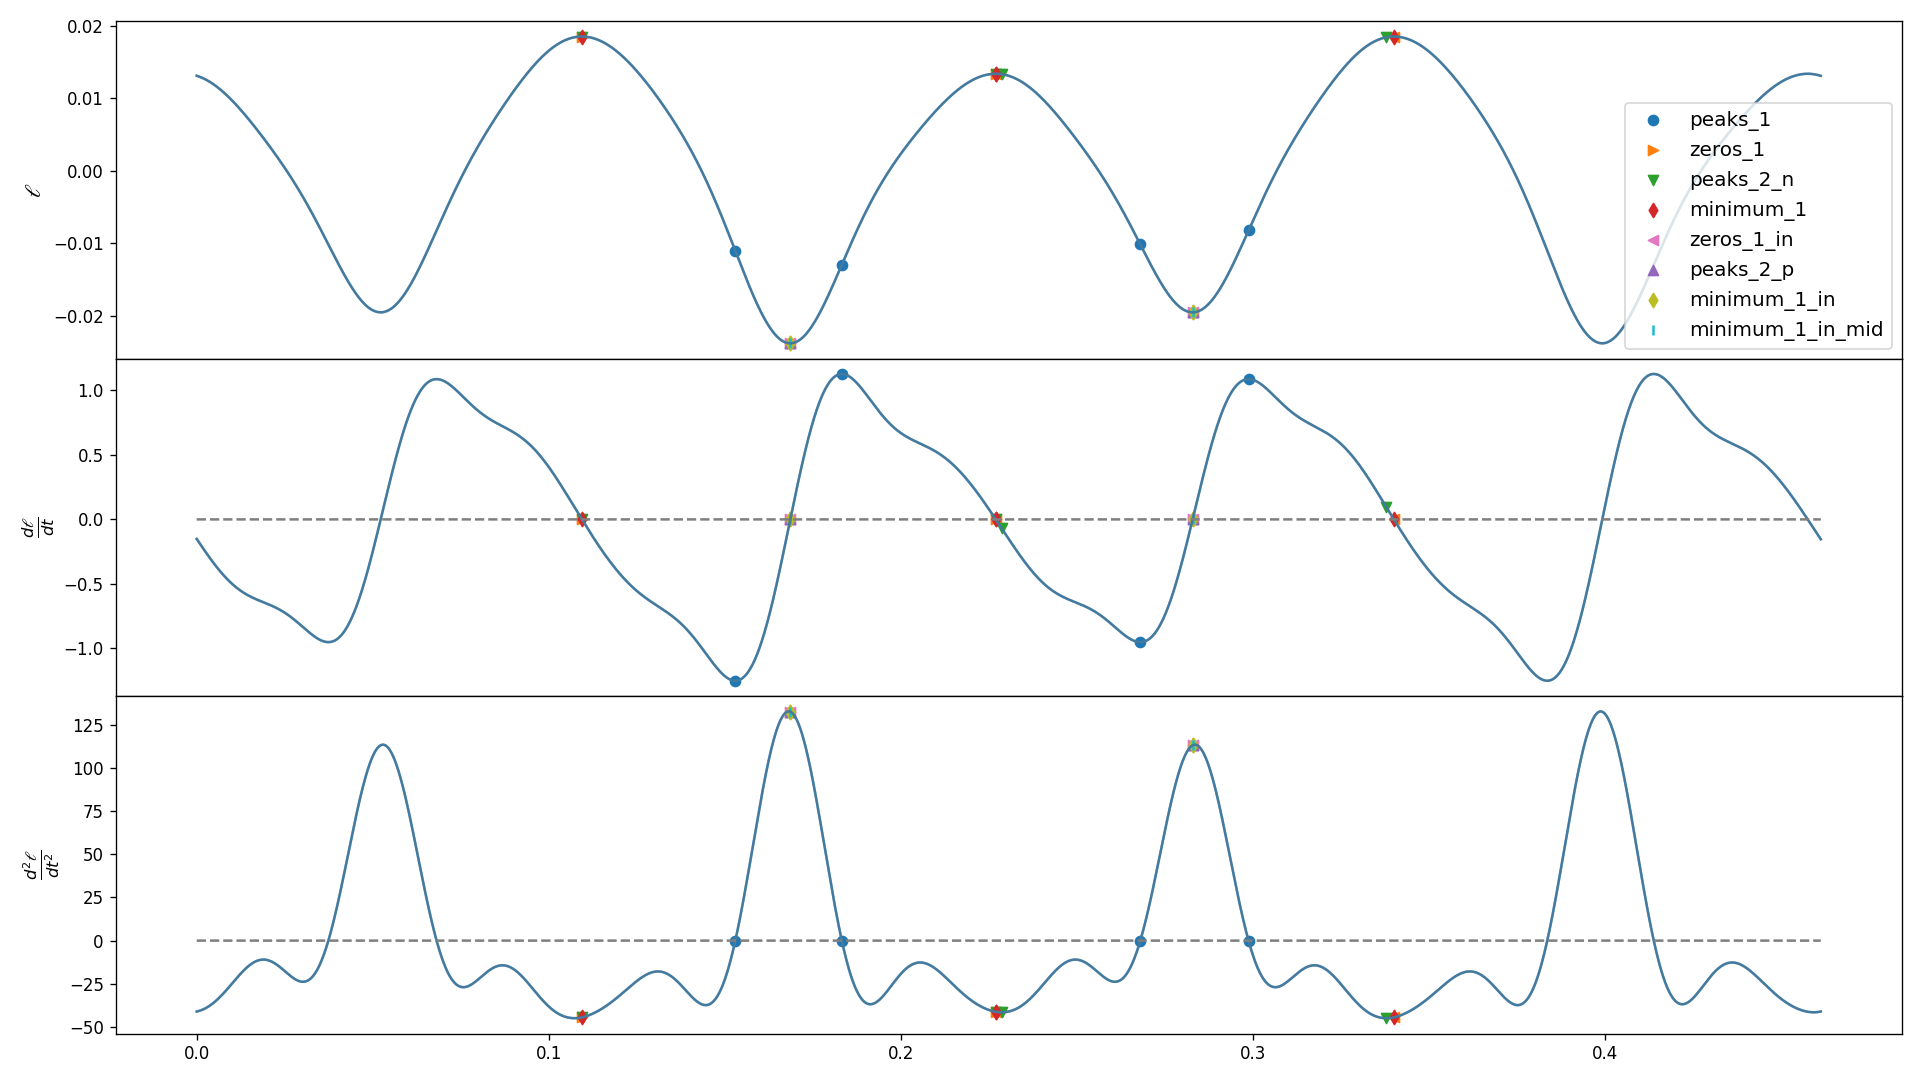 0.02
0.01
0.00
−0.01
−0.02
ℓ
peaks_1
zeros_1
peaks_2_n
minimum_1
zeros_1_in
peaks_2_p
minimum_1_in
minimum_1_in_mid
1.0
0.5
0.0
−0.5
−1.0
dℓ
dt
125
100
75
50
25
0
−25
−50
d²ℓ
dt²
0.0 0.1 0.2 0.3 0.4